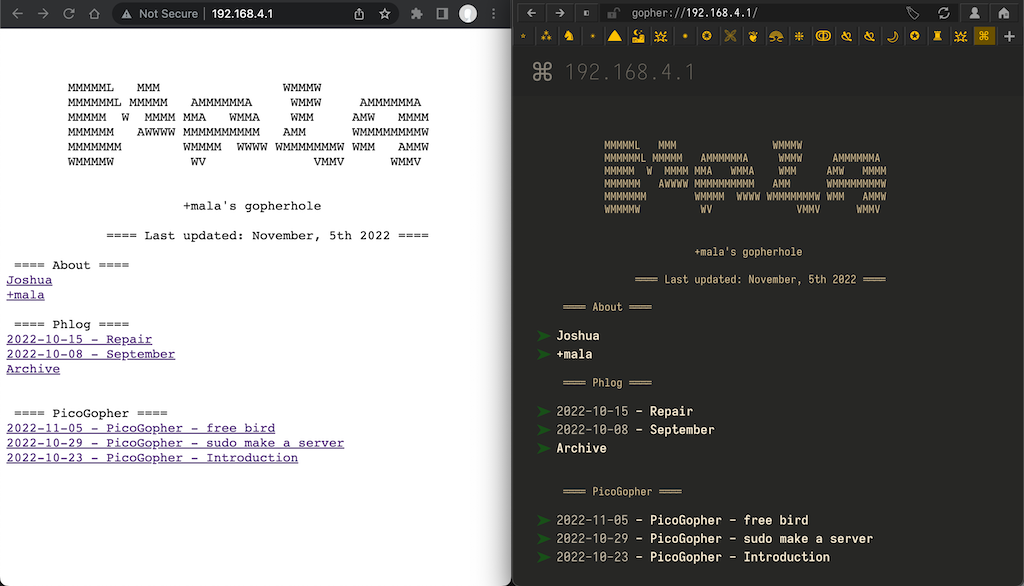 Not Secure | 192.168.4.1
MMMMML   MMM                WMMMW
MMMMMML MMMMM   AMMMMMMA     WMMW     AMMMMMMA
MMMMM  W  MMMM MMA   WMMA    WMM     AMW   MMMM
MMMMMM   AWWWW MMMMMMMMMM   AMM      WMMMMMMMMW
MMMMMMM        WMMMM  WWWW WMMMMMMMW WMM   AMMW
WMMMMW          WV              VMMV      WMMV
+mala's gopherhole
==== Last updated: November, 5th 2022 ====
==== About ====
Joshua
+mala
==== Phlog ====
2022-10-15 - Repair
2022-10-08 - September
Archive
==== PicoGopher ====
2022-11-05 - PicoGopher - free bird
2022-10-29 - PicoGopher - sudo make a server
2022-10-23 - PicoGopher - Introduction
gopher://192.168.4.1/
⌘ 192.168.4.1
MMMMML   MMM                WMMMW
MMMMMML MMMMM   AMMMMMMA     WMMW     AMMMMMMA
MMMMM  W  MMMM MMA   WMMA    WMM     AMW   MMMM
MMMMMM   AWWWW MMMMMMMMMM   AMM      WMMMMMMMMW
MMMMMMM        WMMMM  WWWW WMMMMMMMW WMM   AMMW
WMMMMW          WV              VMMV      WMMV
+mala's gopherhole
==== Last updated: November, 5th 2022 ====
==== About ====
Joshua
+mala
==== Phlog ====
2022-10-15 - Repair
2022-10-08 - September
Archive
==== PicoGopher ====
2022-11-05 - PicoGopher - free bird
2022-10-29 - PicoGopher - sudo make a server
2022-10-23 - PicoGopher - Introduction